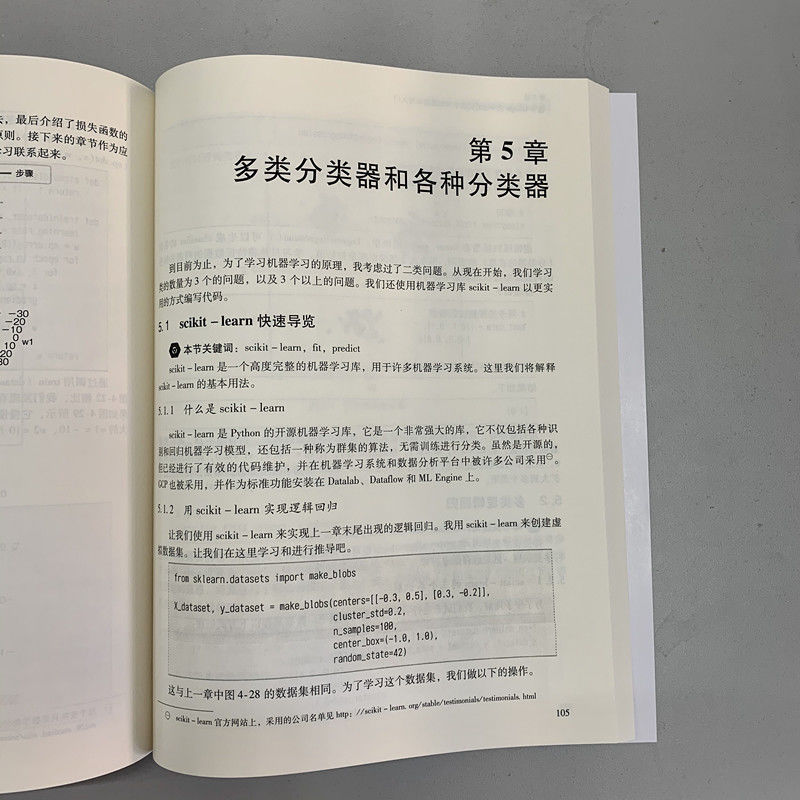 最后介绍了损失函数的
原则。接下来的章节作为应
习联系起来。
步骤
-30
-20
-10
0 w1
10
20
30
第 5 章
多类分类器和各种分类器
到目前为止，为了学习机器学习的原理，我考虑过了二类问题。从现在开始，我们学习
类的数量为 3 个的问题，以及 3 个以上的问题。我们还使用机器学习库 scikit-learn 以更实
用的方式编写代码。
5.1 scikit-learn 快速导览
本节关键词：scikit-learn, fit, predict
scikit-learn 是一个高度完整的机器学习库，用于许多机器学习系统。这里我们将解释
scikit-learn 的基本用法。
5.1.1 什么是 scikit-learn
scikit-learn 是 Python 的开源机器学习库，它是一个非常强大的库，它不仅包括各种识
别和回归机器学习模型，还包括一种称为群集的算法，无需训练进行分类。虽然是开源的，
但已经进行了有效的代码维护，并在机器学习系统和数据分析平台中被许多公司采用㊀。
GCP 也被采用，并作为标准功能安装在 Datalab、Dataflow 和 ML Engine 上。
5.1.2 用 scikit-learn 实现逻辑回归
让我们使用 scikit-learn 来实现上一章末尾出现的逻辑回归。我用 scikit-learn 来创建虚
拟数据集。让我们在这里学习和进行推导吧。
from sklearn.datasets import make_blobs
X_dataset, y_dataset = make_blobs(centers=[[-0.3, 0.5], [0.3, -0.2]],
cluster_std=0.2,
n_samples=100,
center_box=(-1.0, 1.0),
random_state=42)
这与上一章中图 4-28 的数据集相同。为了学习这个数据集，我们做以下的操作。
㊀ scikit-learn 官方网站上，采用的公司名单见 http://scikit-learn.org/stable/testimonials/testimonials.html
105